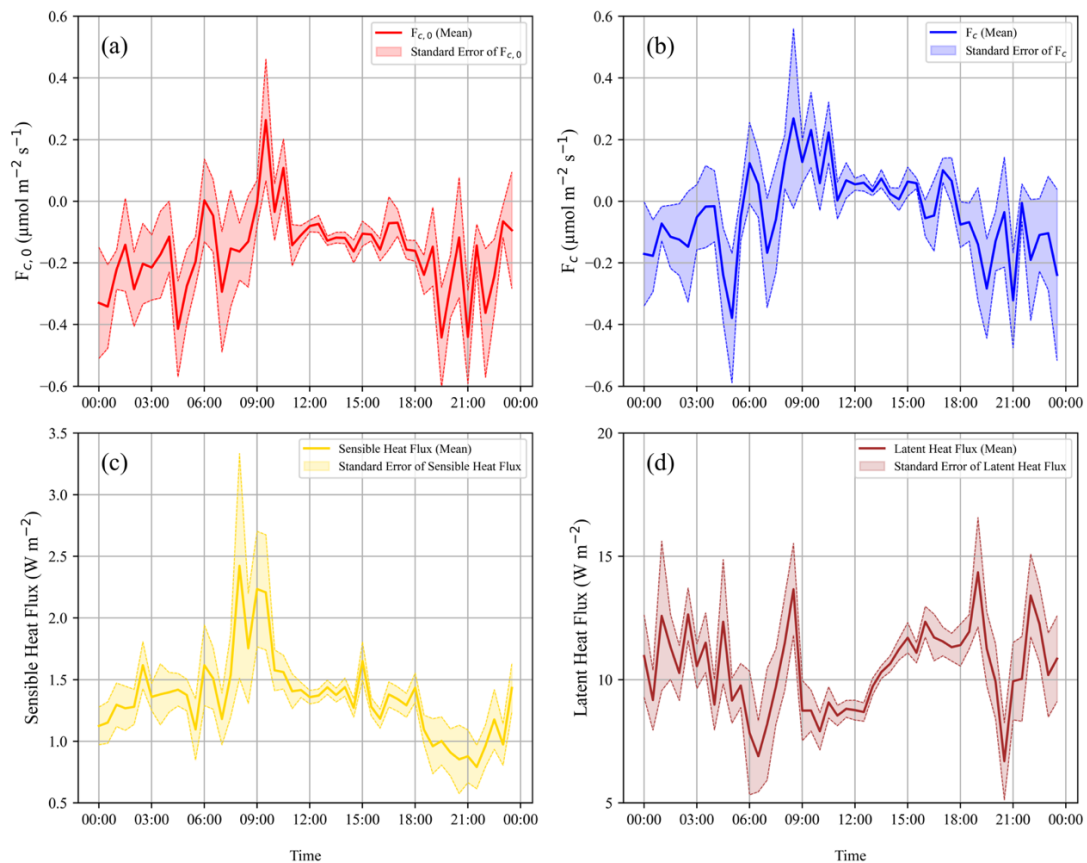 (a)
F_c, 0 (Mean)
Standard Error of F_c, 0
F_c, 0 (μmol m⁻² s⁻¹)
0.6
0.4
0.2
0.0
−0.2
−0.4
−0.6
00:00 03:00 06:00 09:00 12:00 15:00 18:00 21:00 00:00
(b)
F_c (Mean)
Standard Error of F_c
F_c (μmol m⁻² s⁻¹)
0.6
0.4
0.2
0.0
−0.2
−0.4
−0.6
00:00 03:00 06:00 09:00 12:00 15:00 18:00 21:00 00:00
(c)
Sensible Heat Flux (Mean)
Standard Error of Sensible Heat Flux
Sensible Heat Flux (W m⁻²)
3.5
3.0
2.5
2.0
1.5
1.0
0.5
00:00 03:00 06:00 09:00 12:00 15:00 18:00 21:00 00:00
Time
(d)
Latent Heat Flux (Mean)
Standard Error of Latent Heat Flux
Latent Heat Flux (W m⁻²)
20
15
10
5
00:00 03:00 06:00 09:00 12:00 15:00 18:00 21:00 00:00
Time